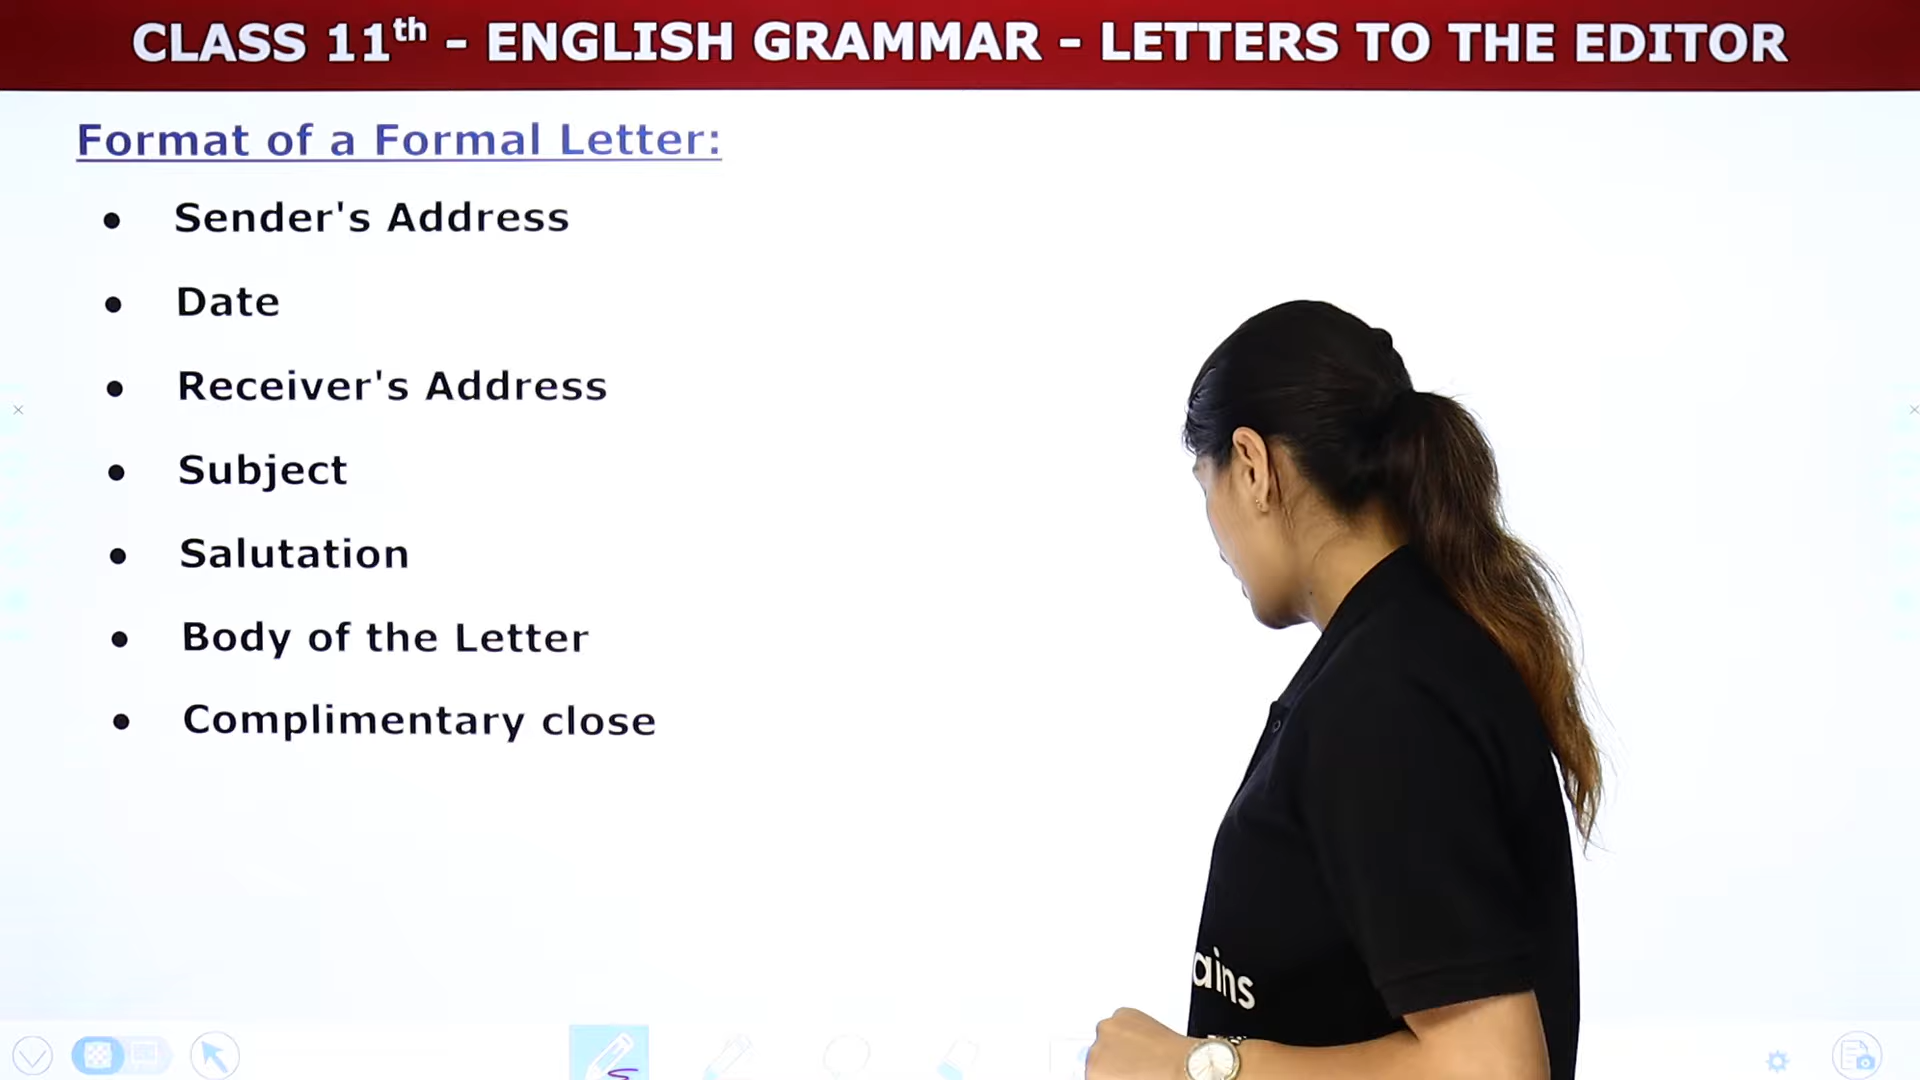 CLASS 11th - ENGLISH GRAMMAR - LETTERS TO THE EDITOR
Format of a Formal Letter:
• Sender's Address
• Date
• Receiver's Address
• Subject
• Salutation
• Body of the Letter
• Complimentary close
ains